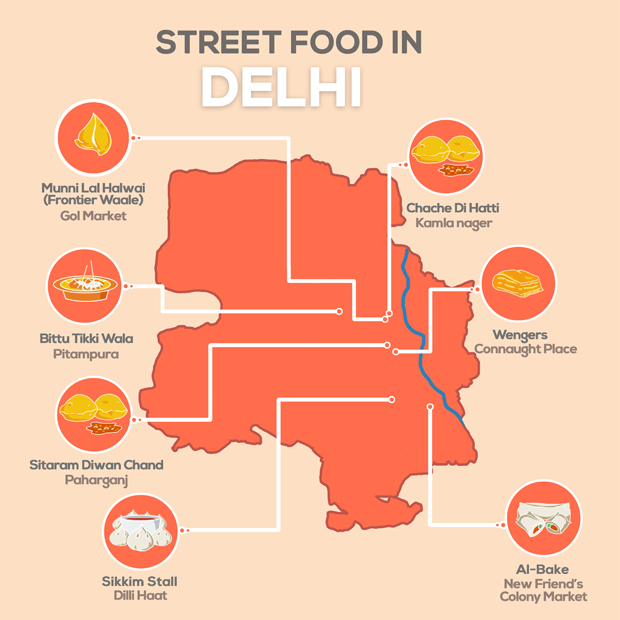 STREET FOOD IN
DELHI
Munni Lal Halwai
(Frontier Waale)
Gol Market
Chache Di Hatti
Kamla nager
Bittu Tikki Wala
Pitampura
Wengers
Connaught Place
Sitaram Diwan Chand
Paharganj
Sikkim Stall
Dilli Haat
Al-Bake
New Friend's
Colony Market